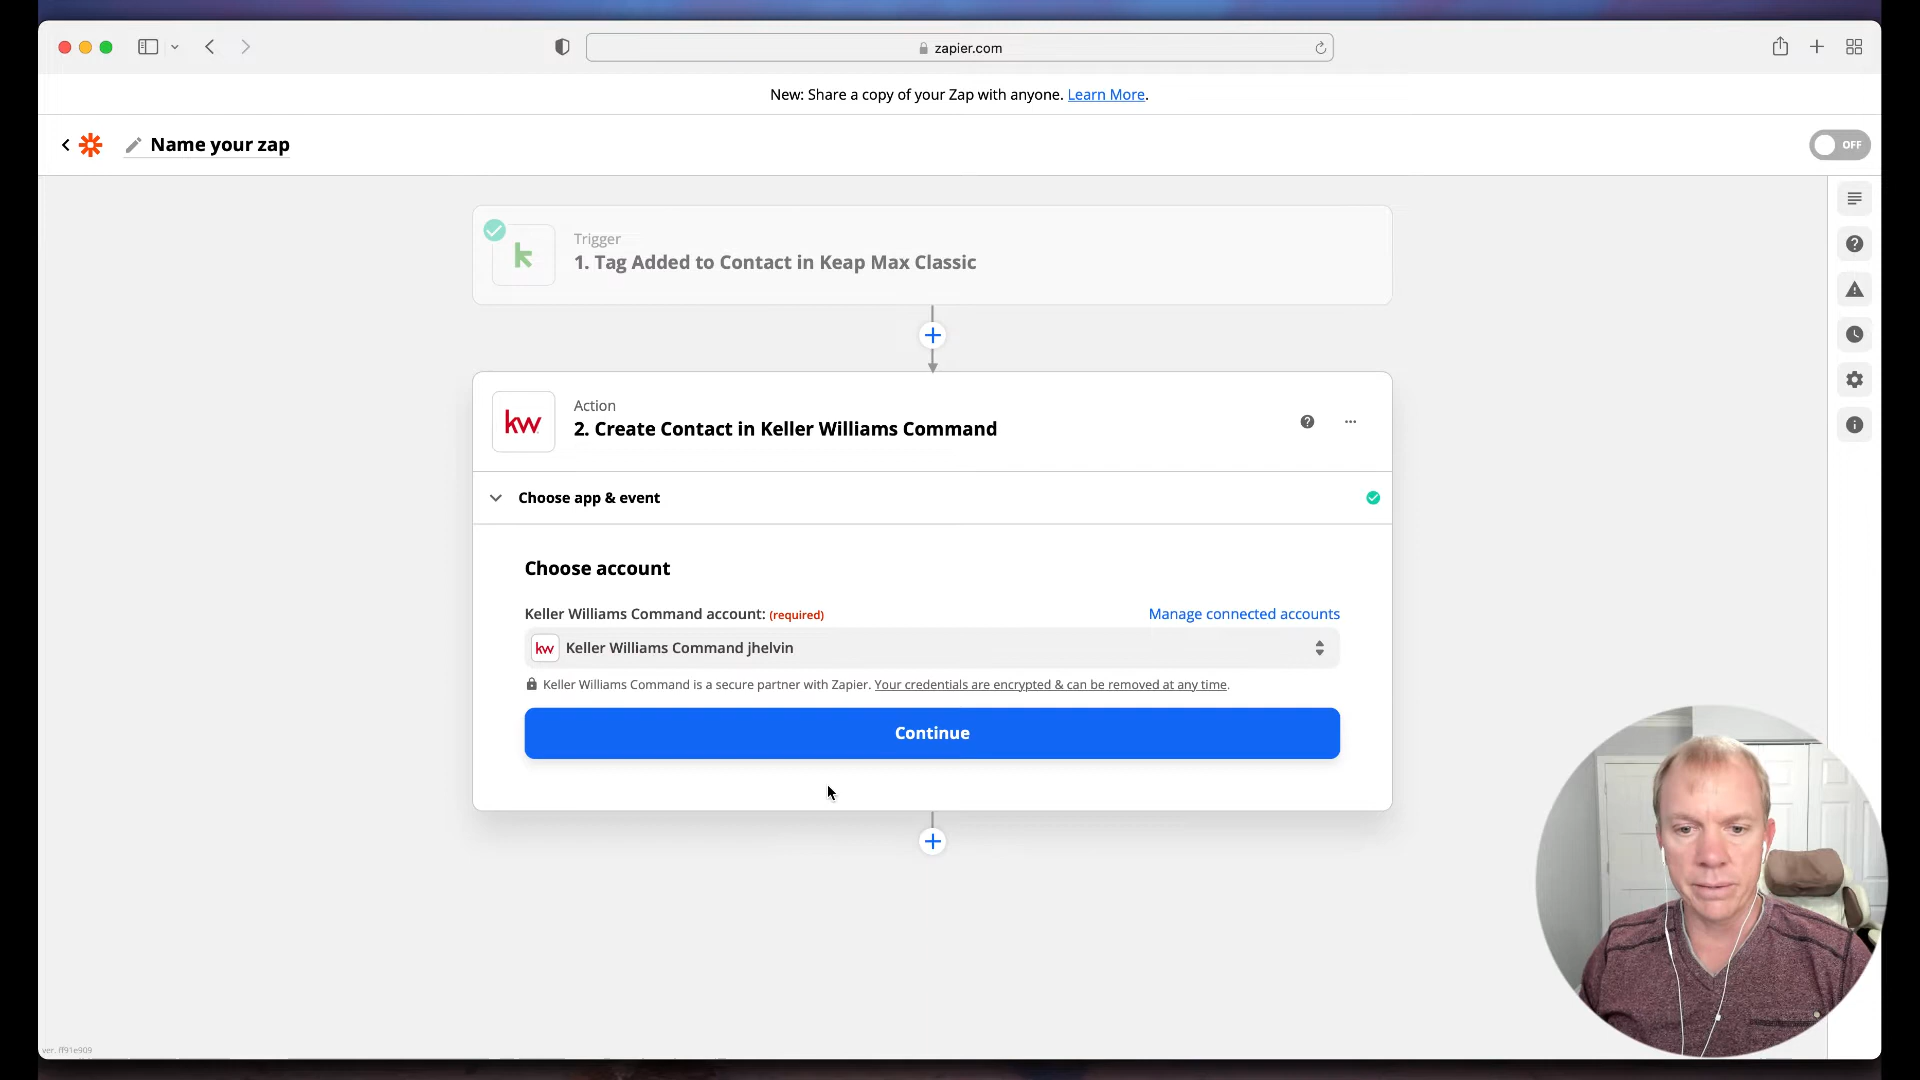 zapier.com
New: Share a copy of your Zap with anyone. Learn More.
Name your zap
OFF
Trigger
1. Tag Added to Contact in Keap Max Classic
kw
Action
2. Create Contact in Keller Williams Command
Choose app & event
Choose account
Keller Williams Command account: (required)
Manage connected accounts
kw Keller Williams Command jhelvin
Keller Williams Command is a secure partner with Zapier. Your credentials are encrypted & can be removed at any time.
Continue
ver. ff91e909